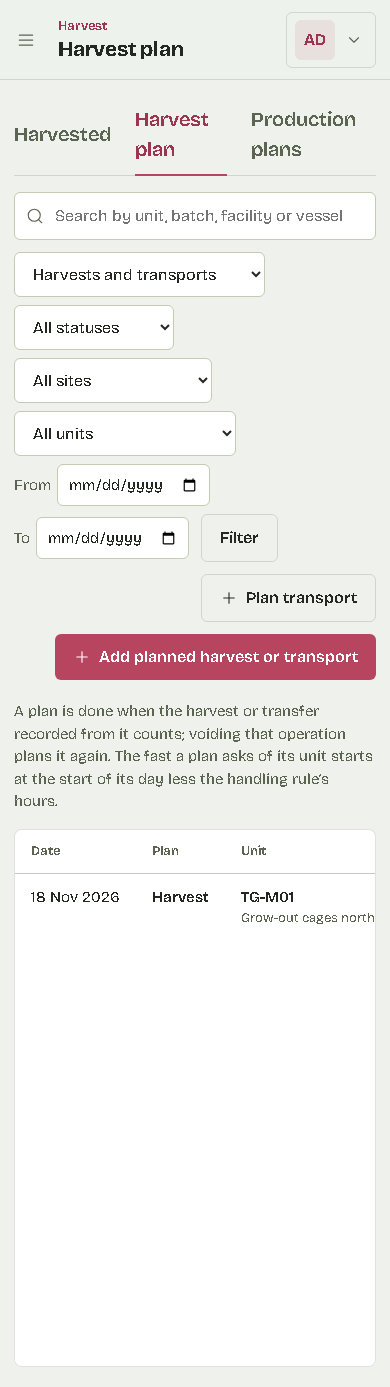 Harvest
Harvest plan
AD
Harvested
Harvest
plan
Production
plans
Search by unit, batch, facility or vessel
Harvests and transports
All statuses
All sites
All units
From mm/dd/yyyy
To mm/dd/yyyy Filter
Plan transport
Add planned harvest or transport
A plan is done when the harvest or transfer
recorded from it counts; voiding that operation
plans it again. The fast a plan asks of its unit starts
at the start of its day less the handling rule's
hours.
Date Plan Unit
18 Nov 2026 Harvest TG-M01
Grow-out cages north